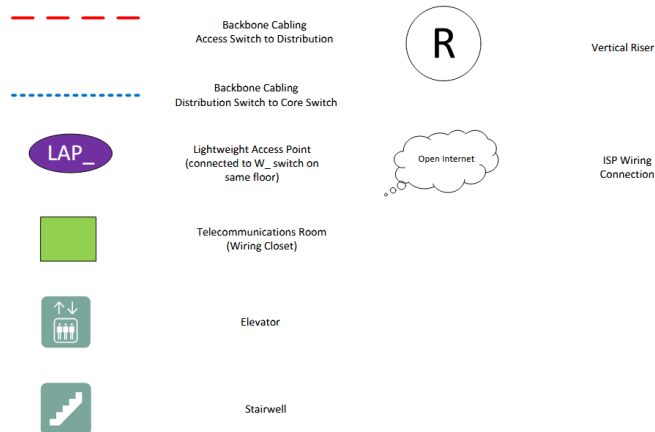 Backbone Cabling
Access Switch to Distribution
R
Vertical Riser
Backbone Cabling
Distribution Switch to Core Switch
LAP_
Lightweight Access Point
(connected to W_ switch on
same floor)
Open Internet
ISP Wiring
Connection
Telecommunications Room
(Wiring Closet)
Elevator
Stairwell